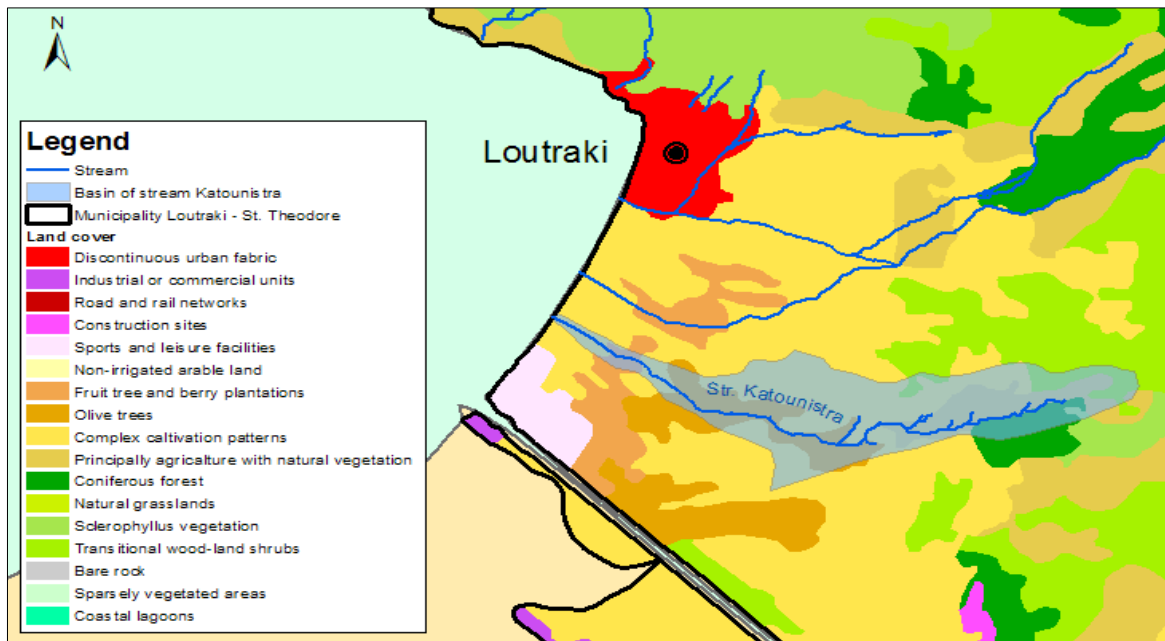 N
Loutraki
Legend
Stream
Basin of stream Katounistra
Municipality Loutraki - St. Theodore
Land cover
Discontinuous urban fabric
Industrial or commercial units
Road and rail networks
Construction sites
Sports and leisure facilities
Non-irrigated arable land
Fruit tree and berry plantations
Olive trees
Complex caltivation patterns
Principally agriculture with natural vegetation
Coniferous forest
Natural grasslands
Sclerophyllus vegetation
Transitional wood-land shrubs
Bare rock
Sparsely vegetated areas
Coastal lagoons
Str. Katounistra